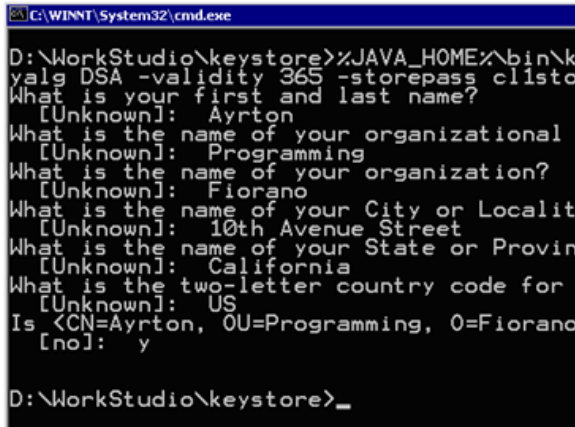 C:\WINNT\System32\cmd.exe
D:\WorkStudio\keystore>%JAVA_HOME%\bin\k
yalg DSA -validity 365 -storepass cl1sto
What is your first and last name?
[Unknown]: Ayrton
What is the name of your organizational
[Unknown]: Programming
What is the name of your organization?
[Unknown]: Fiorano
What is the name of your City or Localit
[Unknown]: 10th Avenue Street
What is the name of your State or Provin
[Unknown]: California
What is the two-letter country code for
[Unknown]: US
Is <CN=Ayrton, OU=Programming, O=Fiorano
[no]: y
D:\WorkStudio\keystore>_